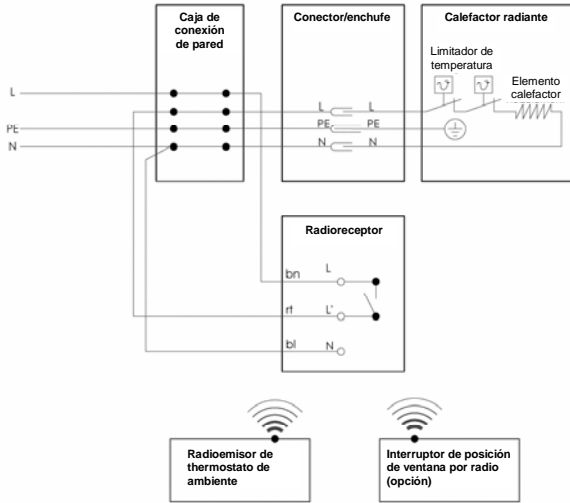 Caja de
conexión
de pared
Conector/enchufe
Calefactor radiante
Limitador de
temperatura
Elemento
calefactor
L
L
L
PE
PE
PE
N
N
N
Radioreceptor
bn
L
rt
L'
bl
N
Radioemisor de
thermostato de
ambiente
Interruptor de posición
de ventana por radio
(opción)